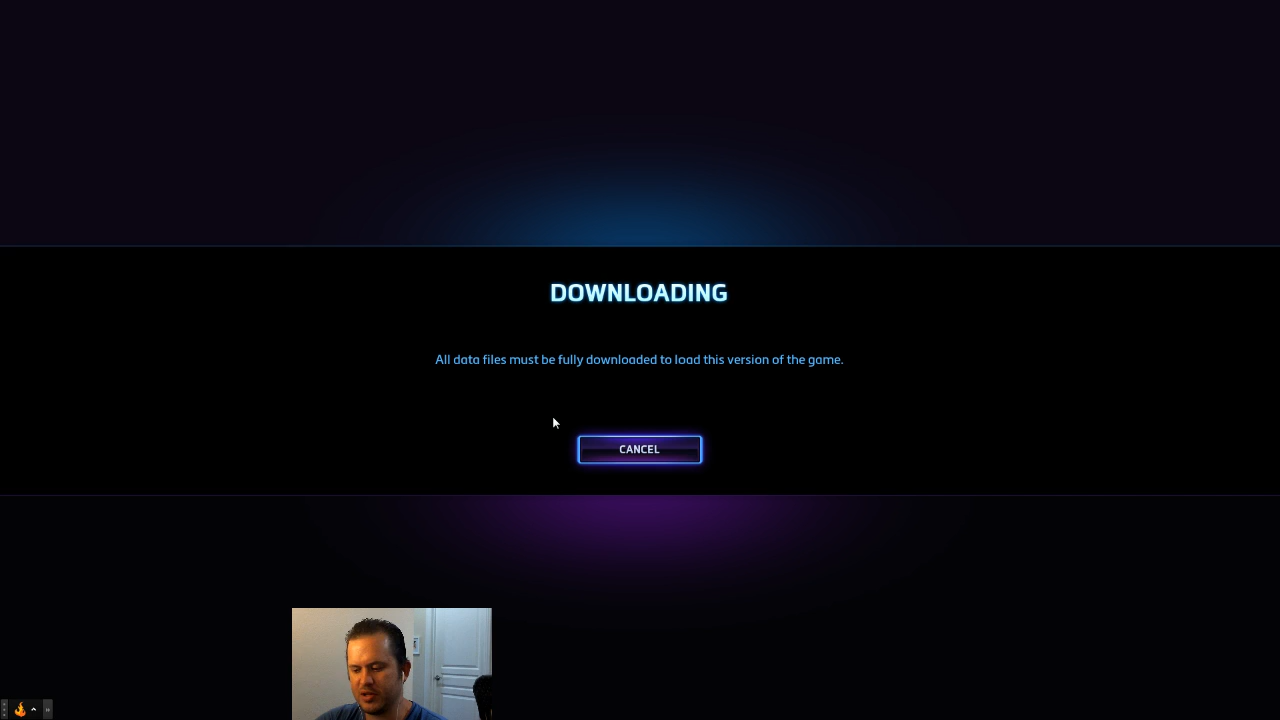 DOWNLOADING
All data files must be fully downloaded to load this version of the game.
CANCEL